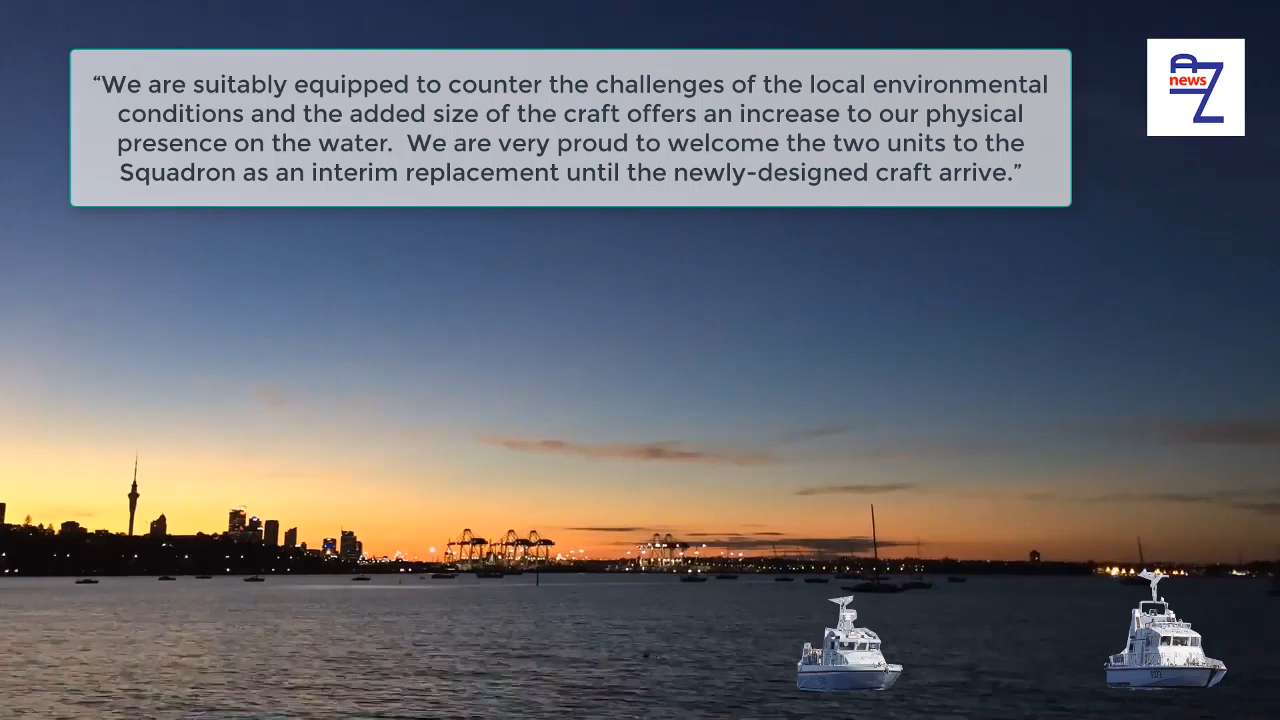 “We are suitably equipped to counter the challenges of the local environmental
conditions and the added size of the craft offers an increase to our physical
presence on the water.  We are very proud to welcome the two units to the
Squadron as an interim replacement until the newly-designed craft arrive.”
A
news
Z